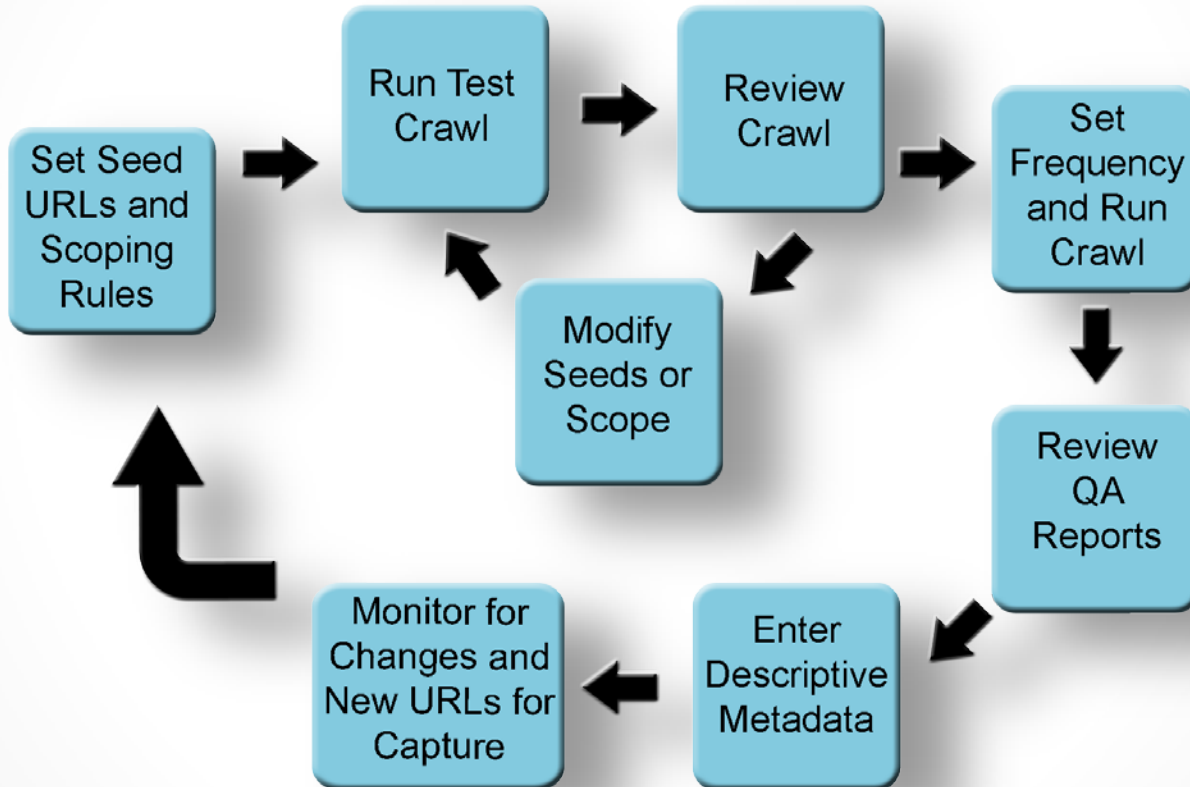 Set Seed
URLs and
Scoping
Rules
Run Test
Crawl
Review
Crawl
Modify
Seeds or
Scope
Set
Frequency
and Run
Crawl
Review
QA
Reports
Enter
Descriptive
Metadata
Monitor for
Changes and
New URLs for
Capture